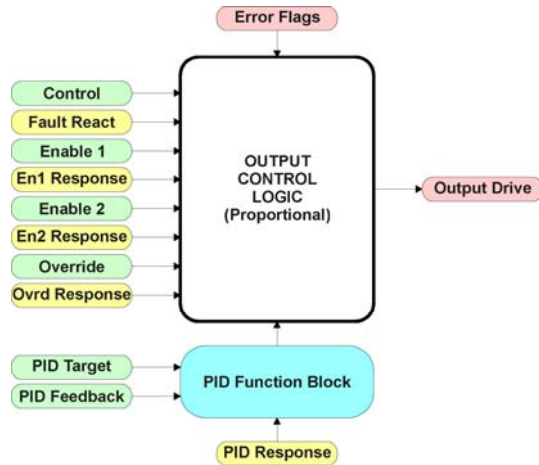 Error Flags
Control
Fault React
Enable 1
En1 Response
Enable 2
En2 Response
Override
Ovrd Response
OUTPUT
CONTROL
LOGIC
(Proportional)
Output Drive
PID Target
PID Feedback
PID Function Block
PID Response